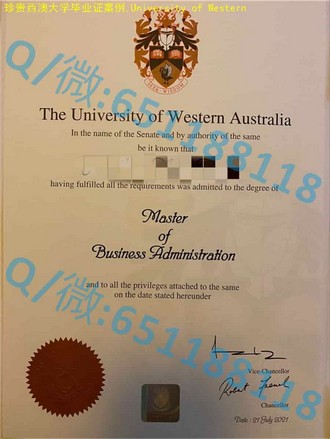 珍贵西澳大学毕业证案例,University of Western
The University of Western Australia
In the name of the Senate and by authority of the same
be it known that
having fulfilled all the requirements was admitted to the degree of
Master
of
Business Administration
and to all the privileges attached to the same
on the date stated hereunder
Vice-Chancellor
Chancellor
Date : 21 July 2021
Q/微:651188118
Q/微:651188118